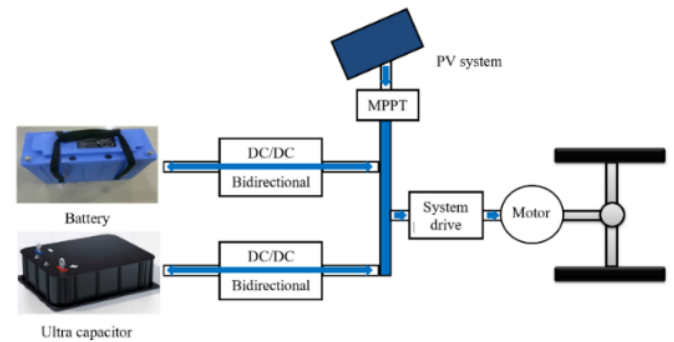 PV system
MPPT
DC/DC
Bidirectional
Battery
System
drive
Motor
DC/DC
Bidirectional
Ultra capacitor